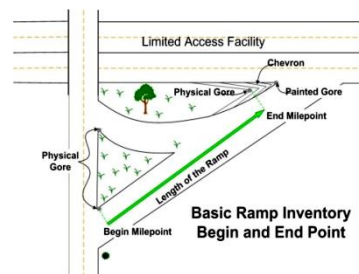 Limited Access Facility
Chevron
Physical Gore
Painted Gore
End Milepoint
Physical
Gore
Length of the Ramp
Begin Milepoint
Basic Ramp Inventory
Begin and End Point